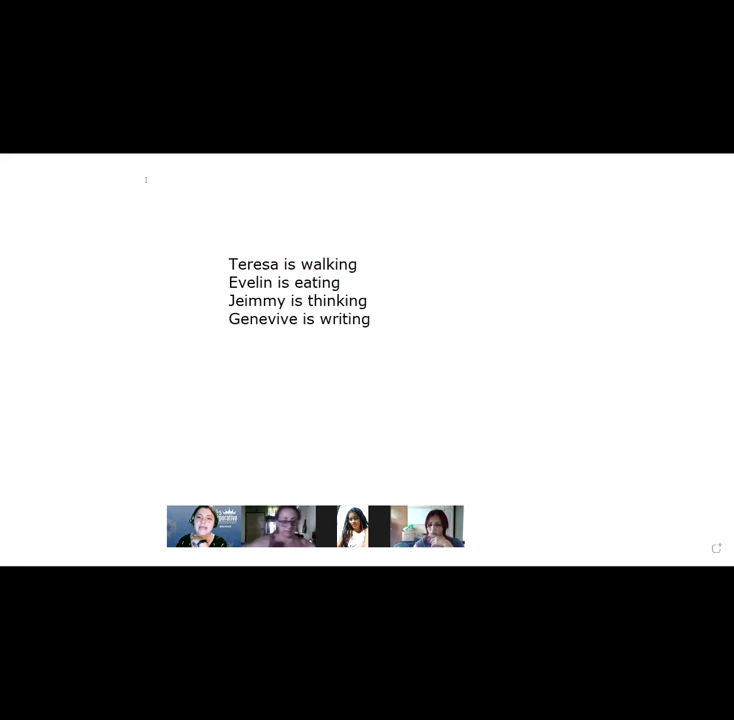 Teresa is walking
Evelin is eating
Jeimmy is thinking
Genevive is writing